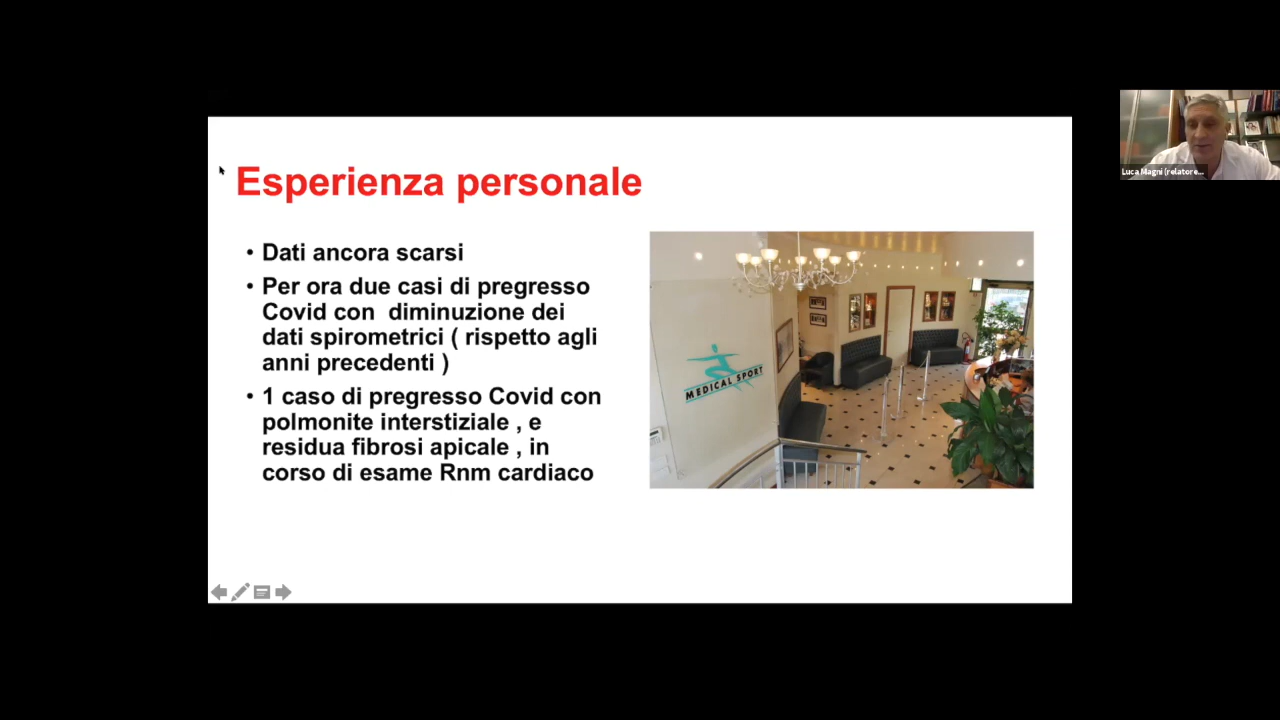 Esperienza personale
• Dati ancora scarsi
• Per ora due casi di pregresso
Covid con diminuzione dei
dati spirometrici ( rispetto agli
anni precedenti )
• 1 caso di pregresso Covid con
polmonite interstiziale , e
residua fibrosi apicale , in
corso di esame Rnm cardiaco
MEDICAL SPORT
Luca Magni (relatore...